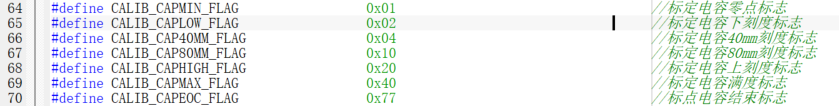 64 #define CALIB_CAPMIN_FLAG 0x01 //标定电容零点标志
65 #define CALIB_CAPLOW_FLAG 0x02 //标定电容下刻度标志
66 #define CALIB_CAP40MM_FLAG 0x04 //标定电容40mm刻度标志
67 #define CALIB_CAP80MM_FLAG 0x10 //标定电容80mm刻度标志
68 #define CALIB_CAPHIGH_FLAG 0x20 //标定电容上刻度标志
69 #define CALIB_CAPMAX_FLAG 0x40 //标定电容满度标志
70 #define CALIB_CAPEOC_FLAG 0x77 //标点电容结束标志